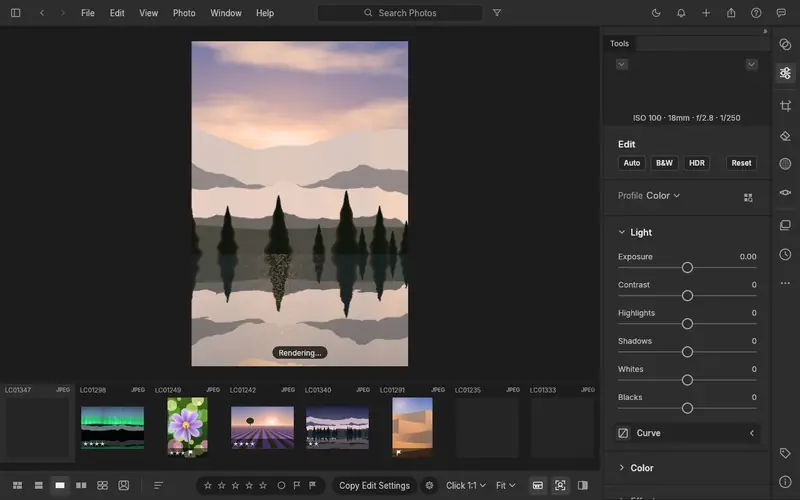 File Edit View Photo Window Help Search Photos
Tools
ISO 100 · 18mm · f/2.8 · 1/250
Edit
Auto B&W HDR Reset
Profile Color
Light
Exposure 0.00
Contrast 0
Highlights 0
Shadows 0
Whites 0
Blacks 0
Curve
Color
Rendering...
LC01347 JPEG LC01298 JPEG LC01249 JPEG LC01242 JPEG LC01340 JPEG LC01291 JPEG LC01235 JPEG LC01333 JPEG
Copy Edit Settings Click 1:1 Fit